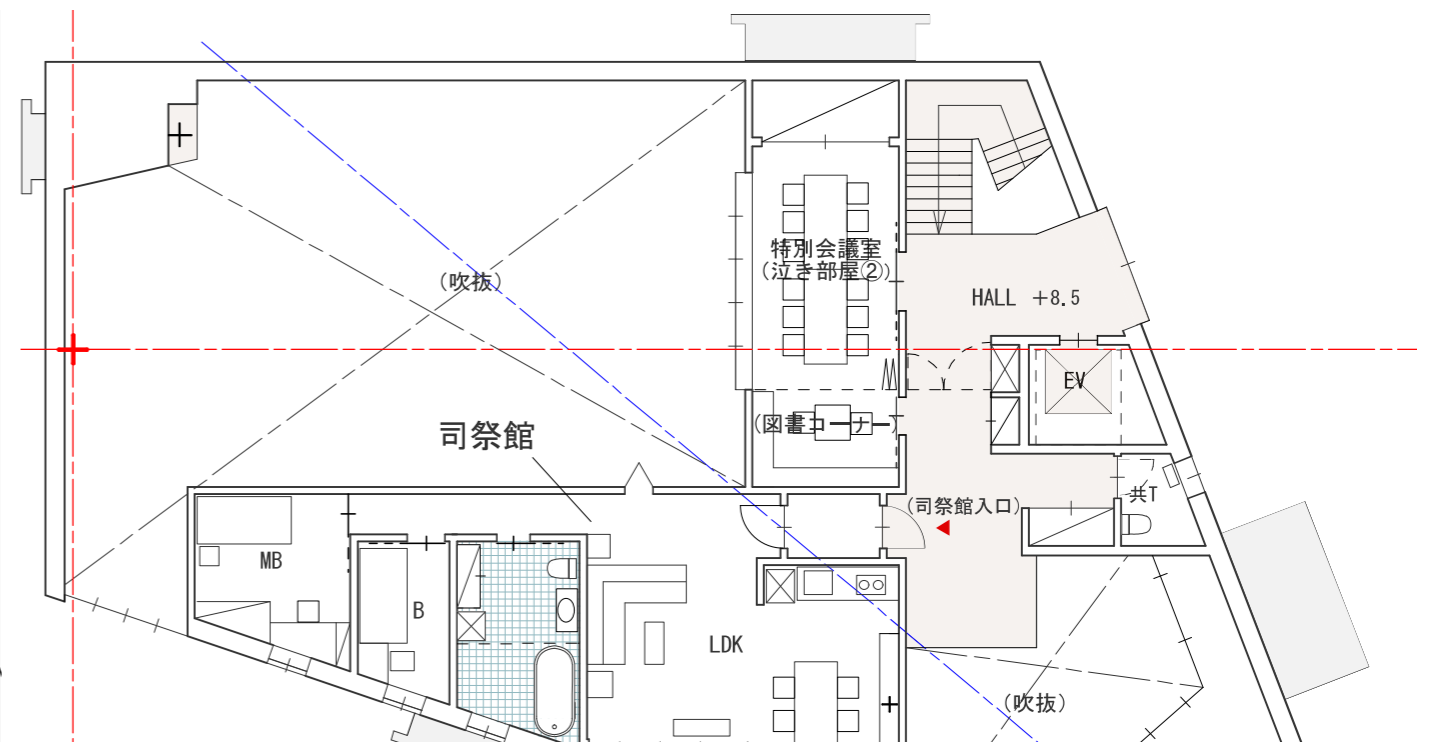 特別会議室
(泣き部屋②)
(吹抜)
HALL +8.5
EV
(図書コーナー)
司祭館
(司祭館入口)
共T
MB
B
LDK
(吹抜)